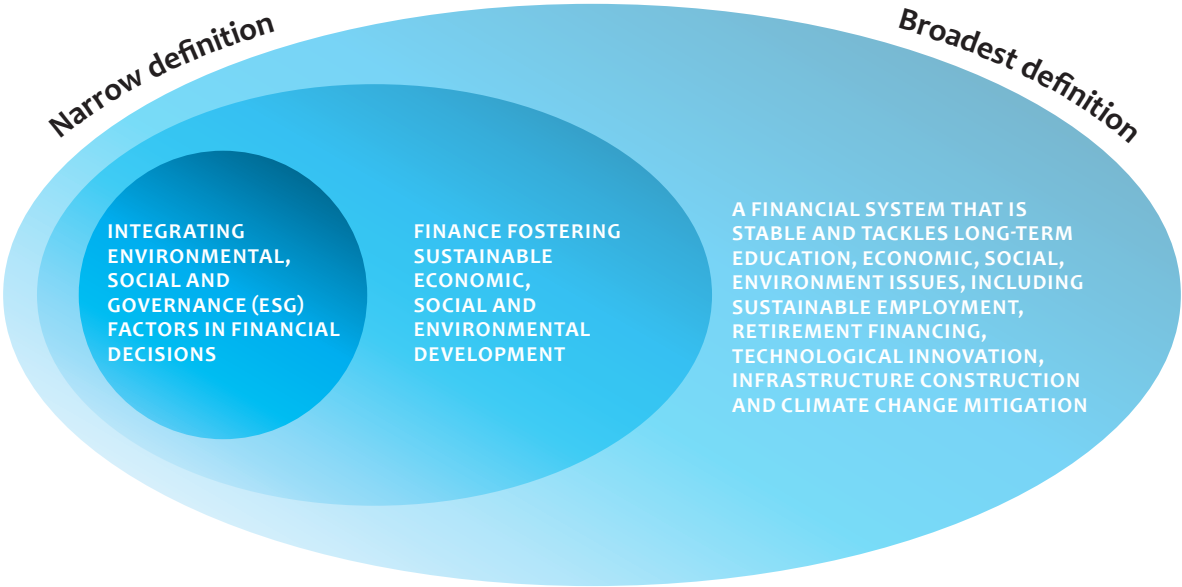 Narrow definition
Broadest definition
INTEGRATING
ENVIRONMENTAL,
SOCIAL AND
GOVERNANCE (ESG)
FACTORS IN FINANCIAL
DECISIONS
FINANCE FOSTERING
SUSTAINABLE
ECONOMIC,
SOCIAL AND
ENVIRONMENTAL
DEVELOPMENT
A FINANCIAL SYSTEM THAT IS
STABLE AND TACKLES LONG-TERM
EDUCATION, ECONOMIC, SOCIAL,
ENVIRONMENT ISSUES, INCLUDING
SUSTAINABLE EMPLOYMENT,
RETIREMENT FINANCING,
TECHNOLOGICAL INNOVATION,
INFRASTRUCTURE CONSTRUCTION
AND CLIMATE CHANGE MITIGATION